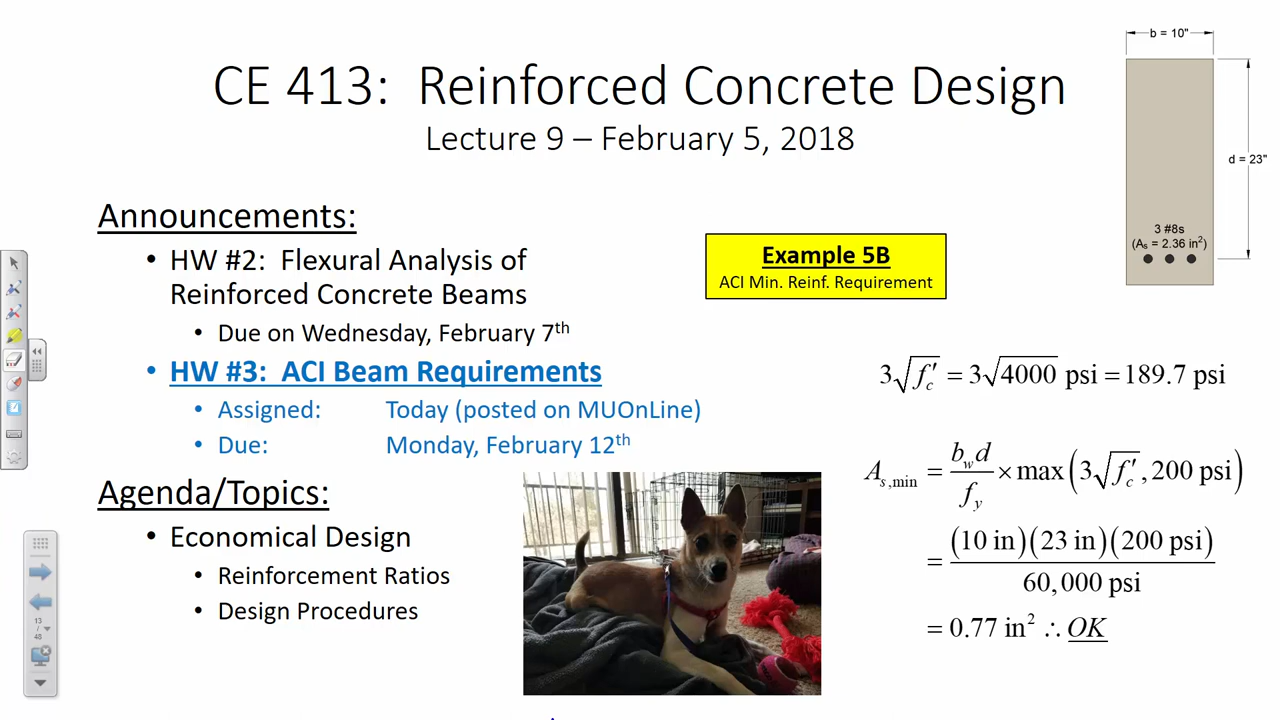 CE 413: Reinforced Concrete Design
Lecture 9 – February 5, 2018
b = 10"
d = 23"
3 #8s
(Aₛ = 2.36 in²)
Announcements:
• HW #2: Flexural Analysis of
Reinforced Concrete Beams
• Due on Wednesday, February 7th
• HW #3: ACI Beam Requirements
• Assigned: Today (posted on MUOnLine)
• Due: Monday, February 12th
Agenda/Topics:
• Economical Design
• Reinforcement Ratios
• Design Procedures
Example 5B
ACI Min. Reinf. Requirement
3√f′c = 3√4000 psi = 189.7 psi
As,min = bwd/fy × max(3√f′c, 200 psi)
= (10 in)(23 in)(200 psi)/60,000 psi
= 0.77 in² ∴ OK
13
/
48